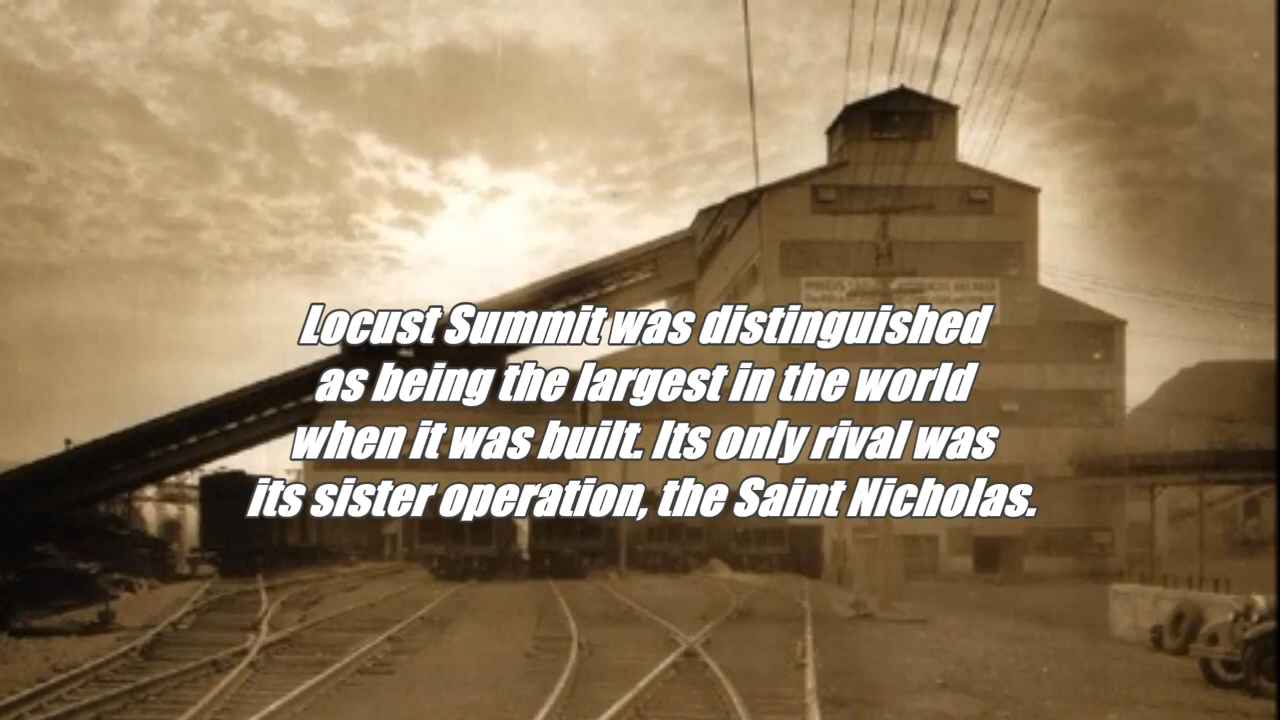 Locust Summit was distinguished
as being the largest in the world
when it was built. Its only rival was
its sister operation, the Saint Nicholas.